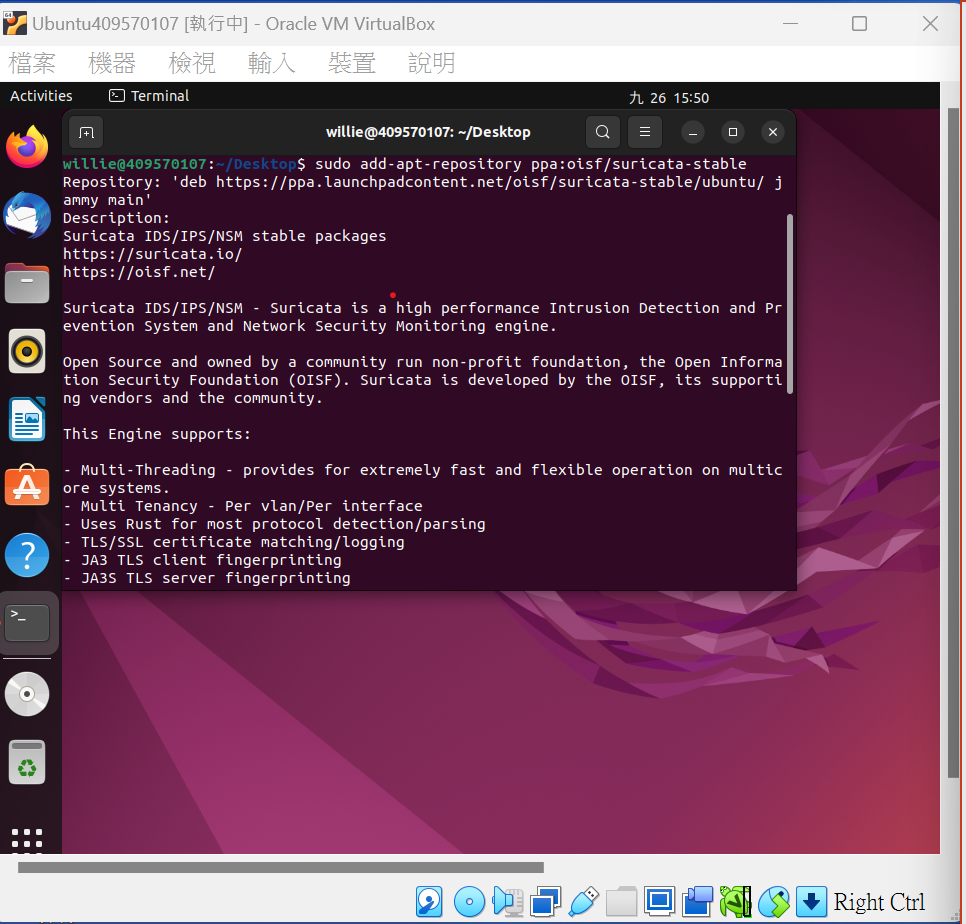 Ubuntu409570107 [執行中] - Oracle VM VirtualBox
檔案 機器 檢視 輸入 裝置 說明
Activities Terminal 九 26 15:50
willie@409570107: ~/Desktop
willie@409570107:~/Desktop$ sudo add-apt-repository ppa:oisf/suricata-stable
Repository: 'deb https://ppa.launchpadcontent.net/oisf/suricata-stable/ubuntu/ j
ammy main'
Description:
Suricata IDS/IPS/NSM stable packages
https://suricata.io/
https://oisf.net/
Suricata IDS/IPS/NSM - Suricata is a high performance Intrusion Detection and Pr
evention System and Network Security Monitoring engine.
Open Source and owned by a community run non-profit foundation, the Open Informa
tion Security Foundation (OISF). Suricata is developed by the OISF, its supporti
ng vendors and the community.
This Engine supports:
- Multi-Threading - provides for extremely fast and flexible operation on multic
ore systems.
- Multi Tenancy - Per vlan/Per interface
- Uses Rust for most protocol detection/parsing
- TLS/SSL certificate matching/logging
- JA3 TLS client fingerprinting
- JA3S TLS server fingerprinting
Right Ctrl